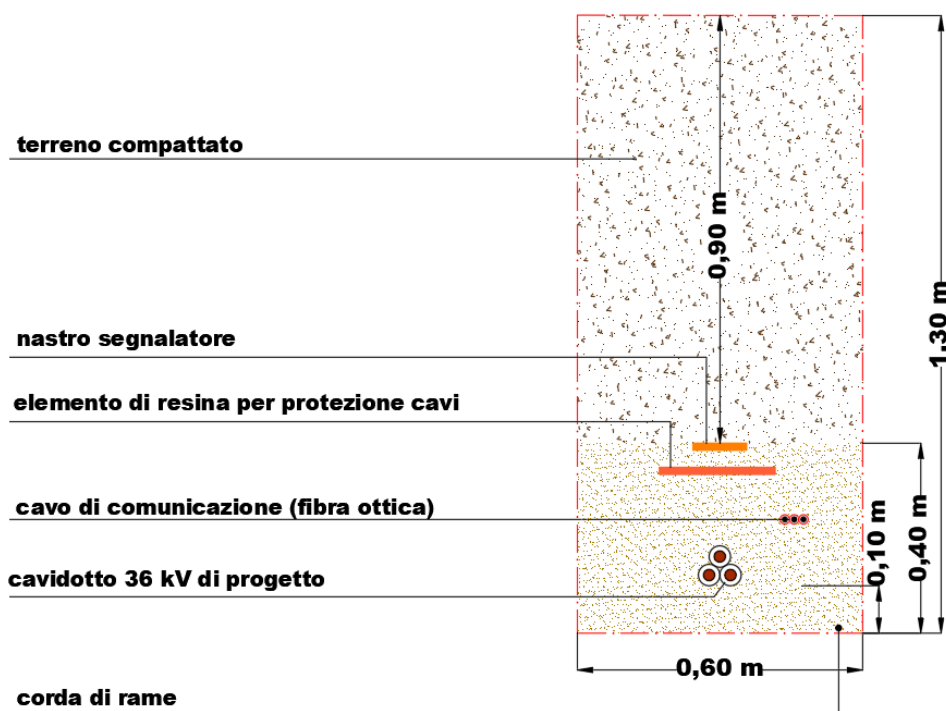 terreno compattato
0,90 m
1,30 m
nastro segnalatore
elemento di resina per protezione cavi
cavo di comunicazione (fibra ottica)
0,10 m
0,40 m
cavidotto 36 kV di progetto
0,60 m
corda di rame